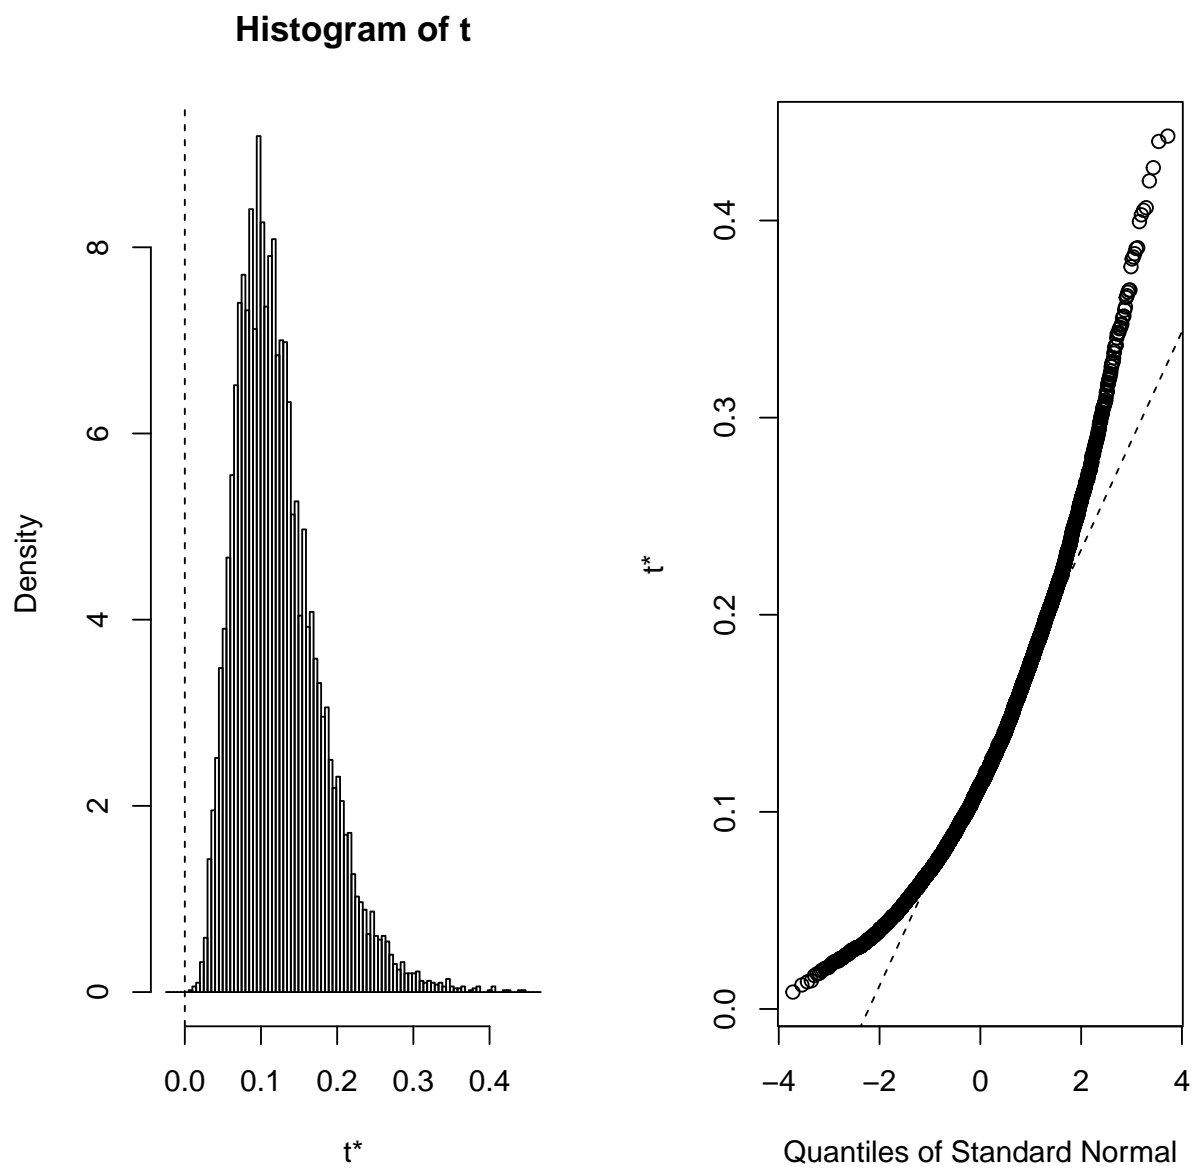 Histogram of t
Density
0 2 4 6 8
0.0 0.1 0.2 0.3 0.4
t*
t*
0.0 0.1 0.2 0.3 0.4
−4 −2 0 2 4
Quantiles of Standard Normal